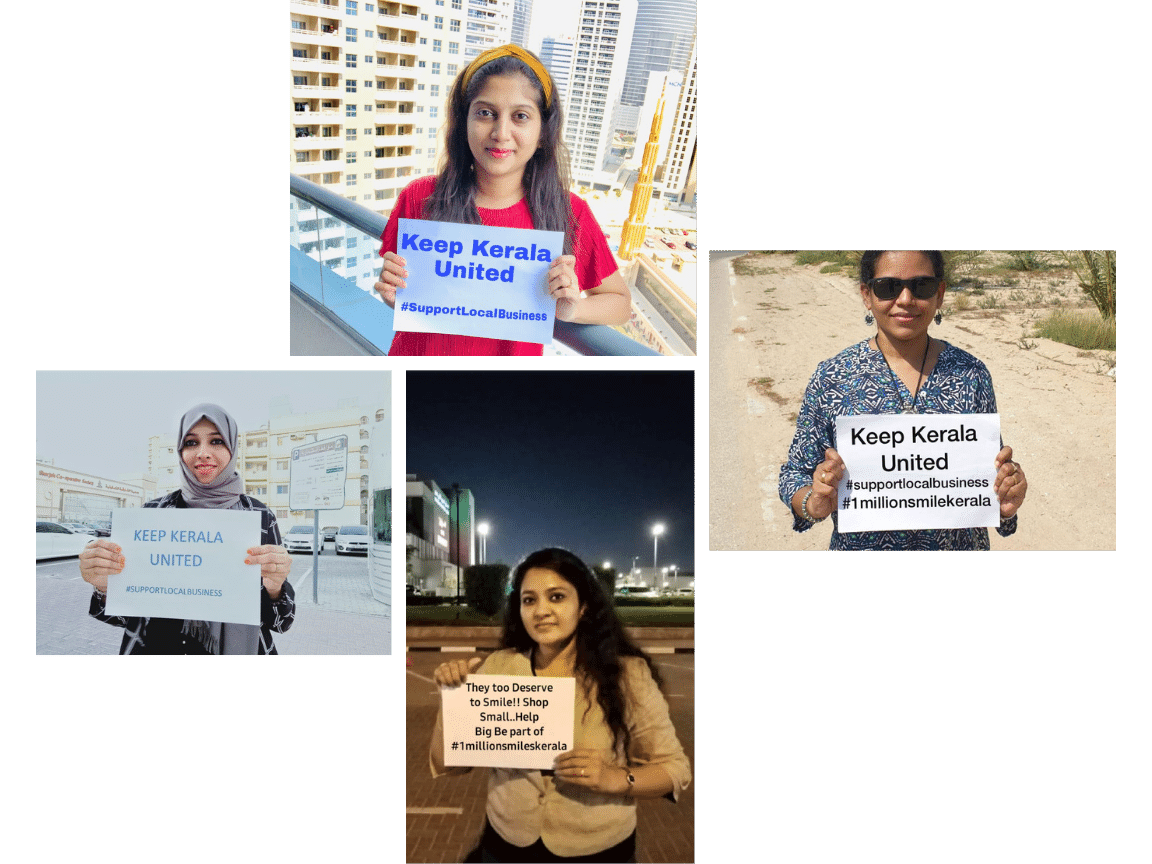 Keep Kerala
United
#SupportLocalBusiness
Keep Kerala
United
#supportlocalbusiness
#1millionsmilekerala
KEEP KERALA
UNITED
#SUPPORTLOCALBUSINESS
They too Deserve
to Smile!! Shop
Small..Help
Big Be part of
#1millionsmileskerala